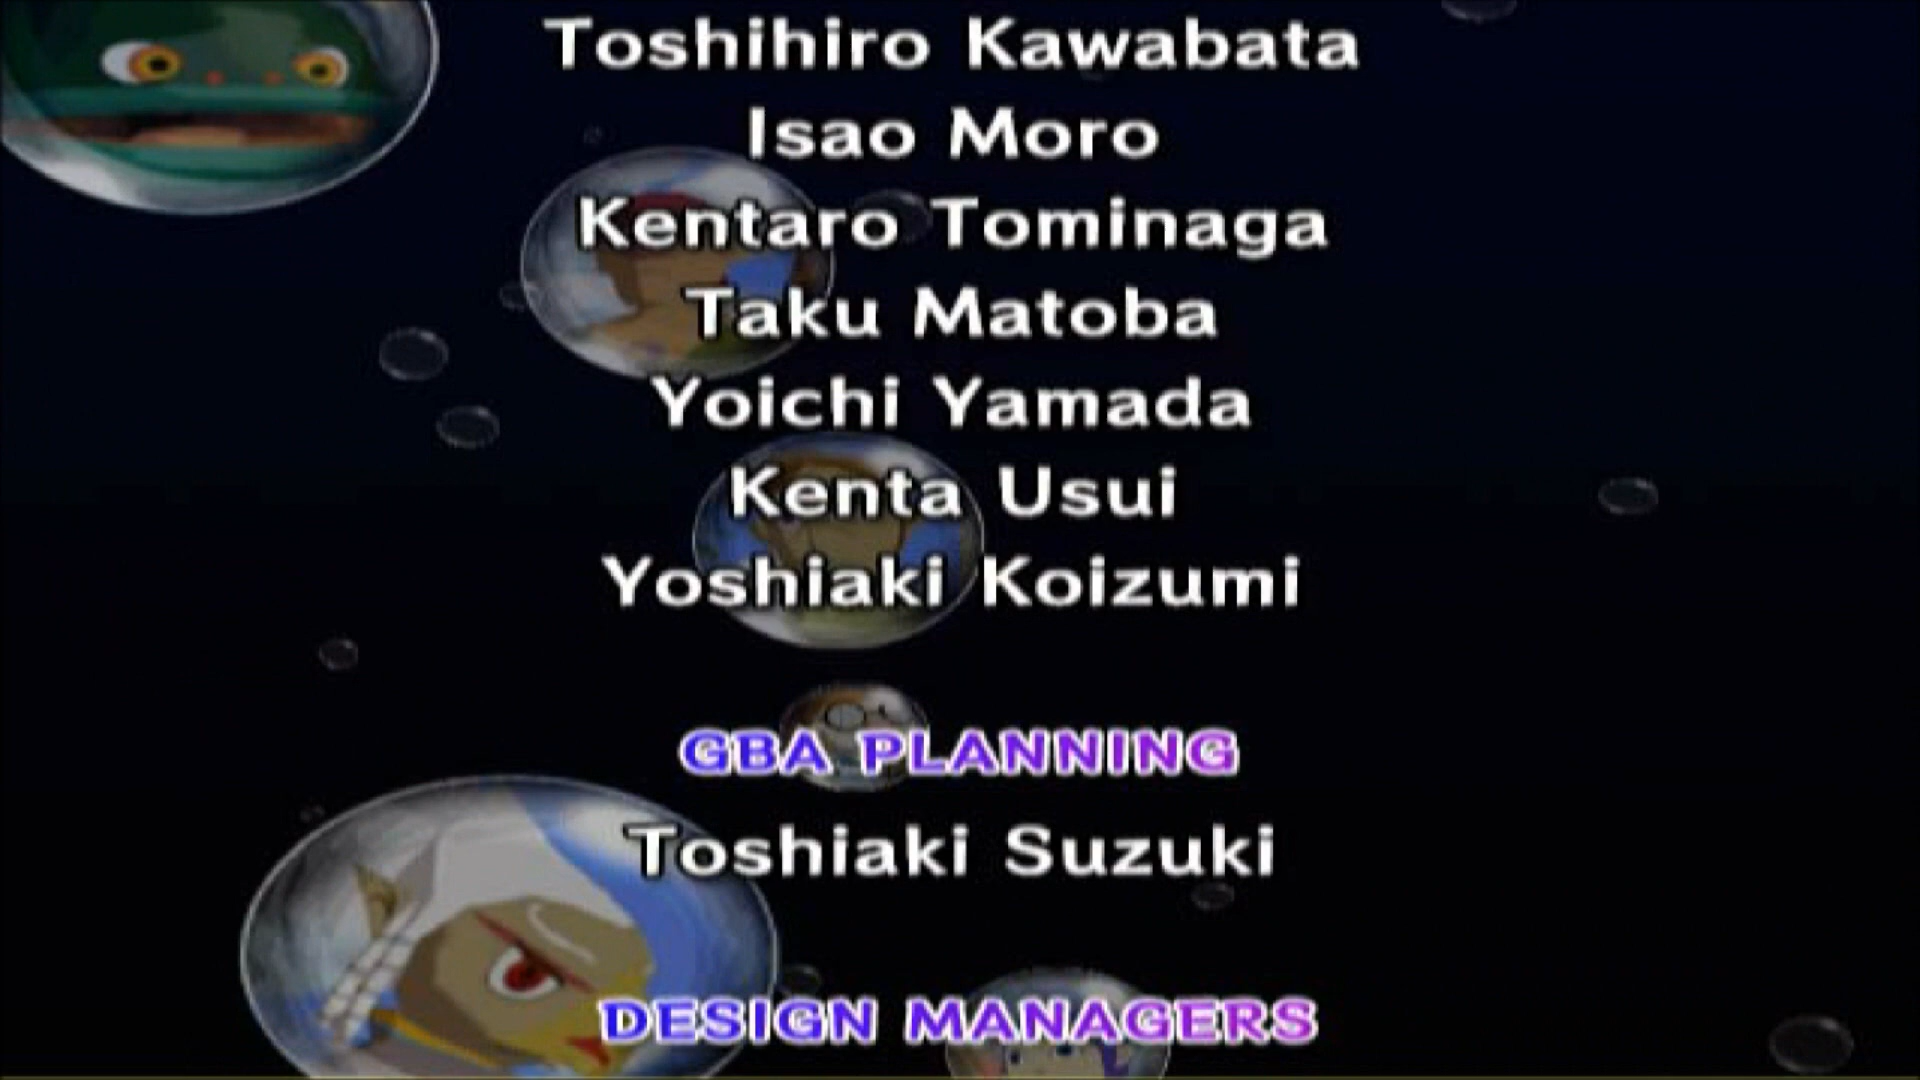 Toshihiro Kawabata
Isao Moro
Kentaro Tominaga
Taku Matoba
Yoichi Yamada
Kenta Usui
Yoshiaki Koizumi
GBA PLANNING
Toshiaki Suzuki
DESIGN MANAGERS